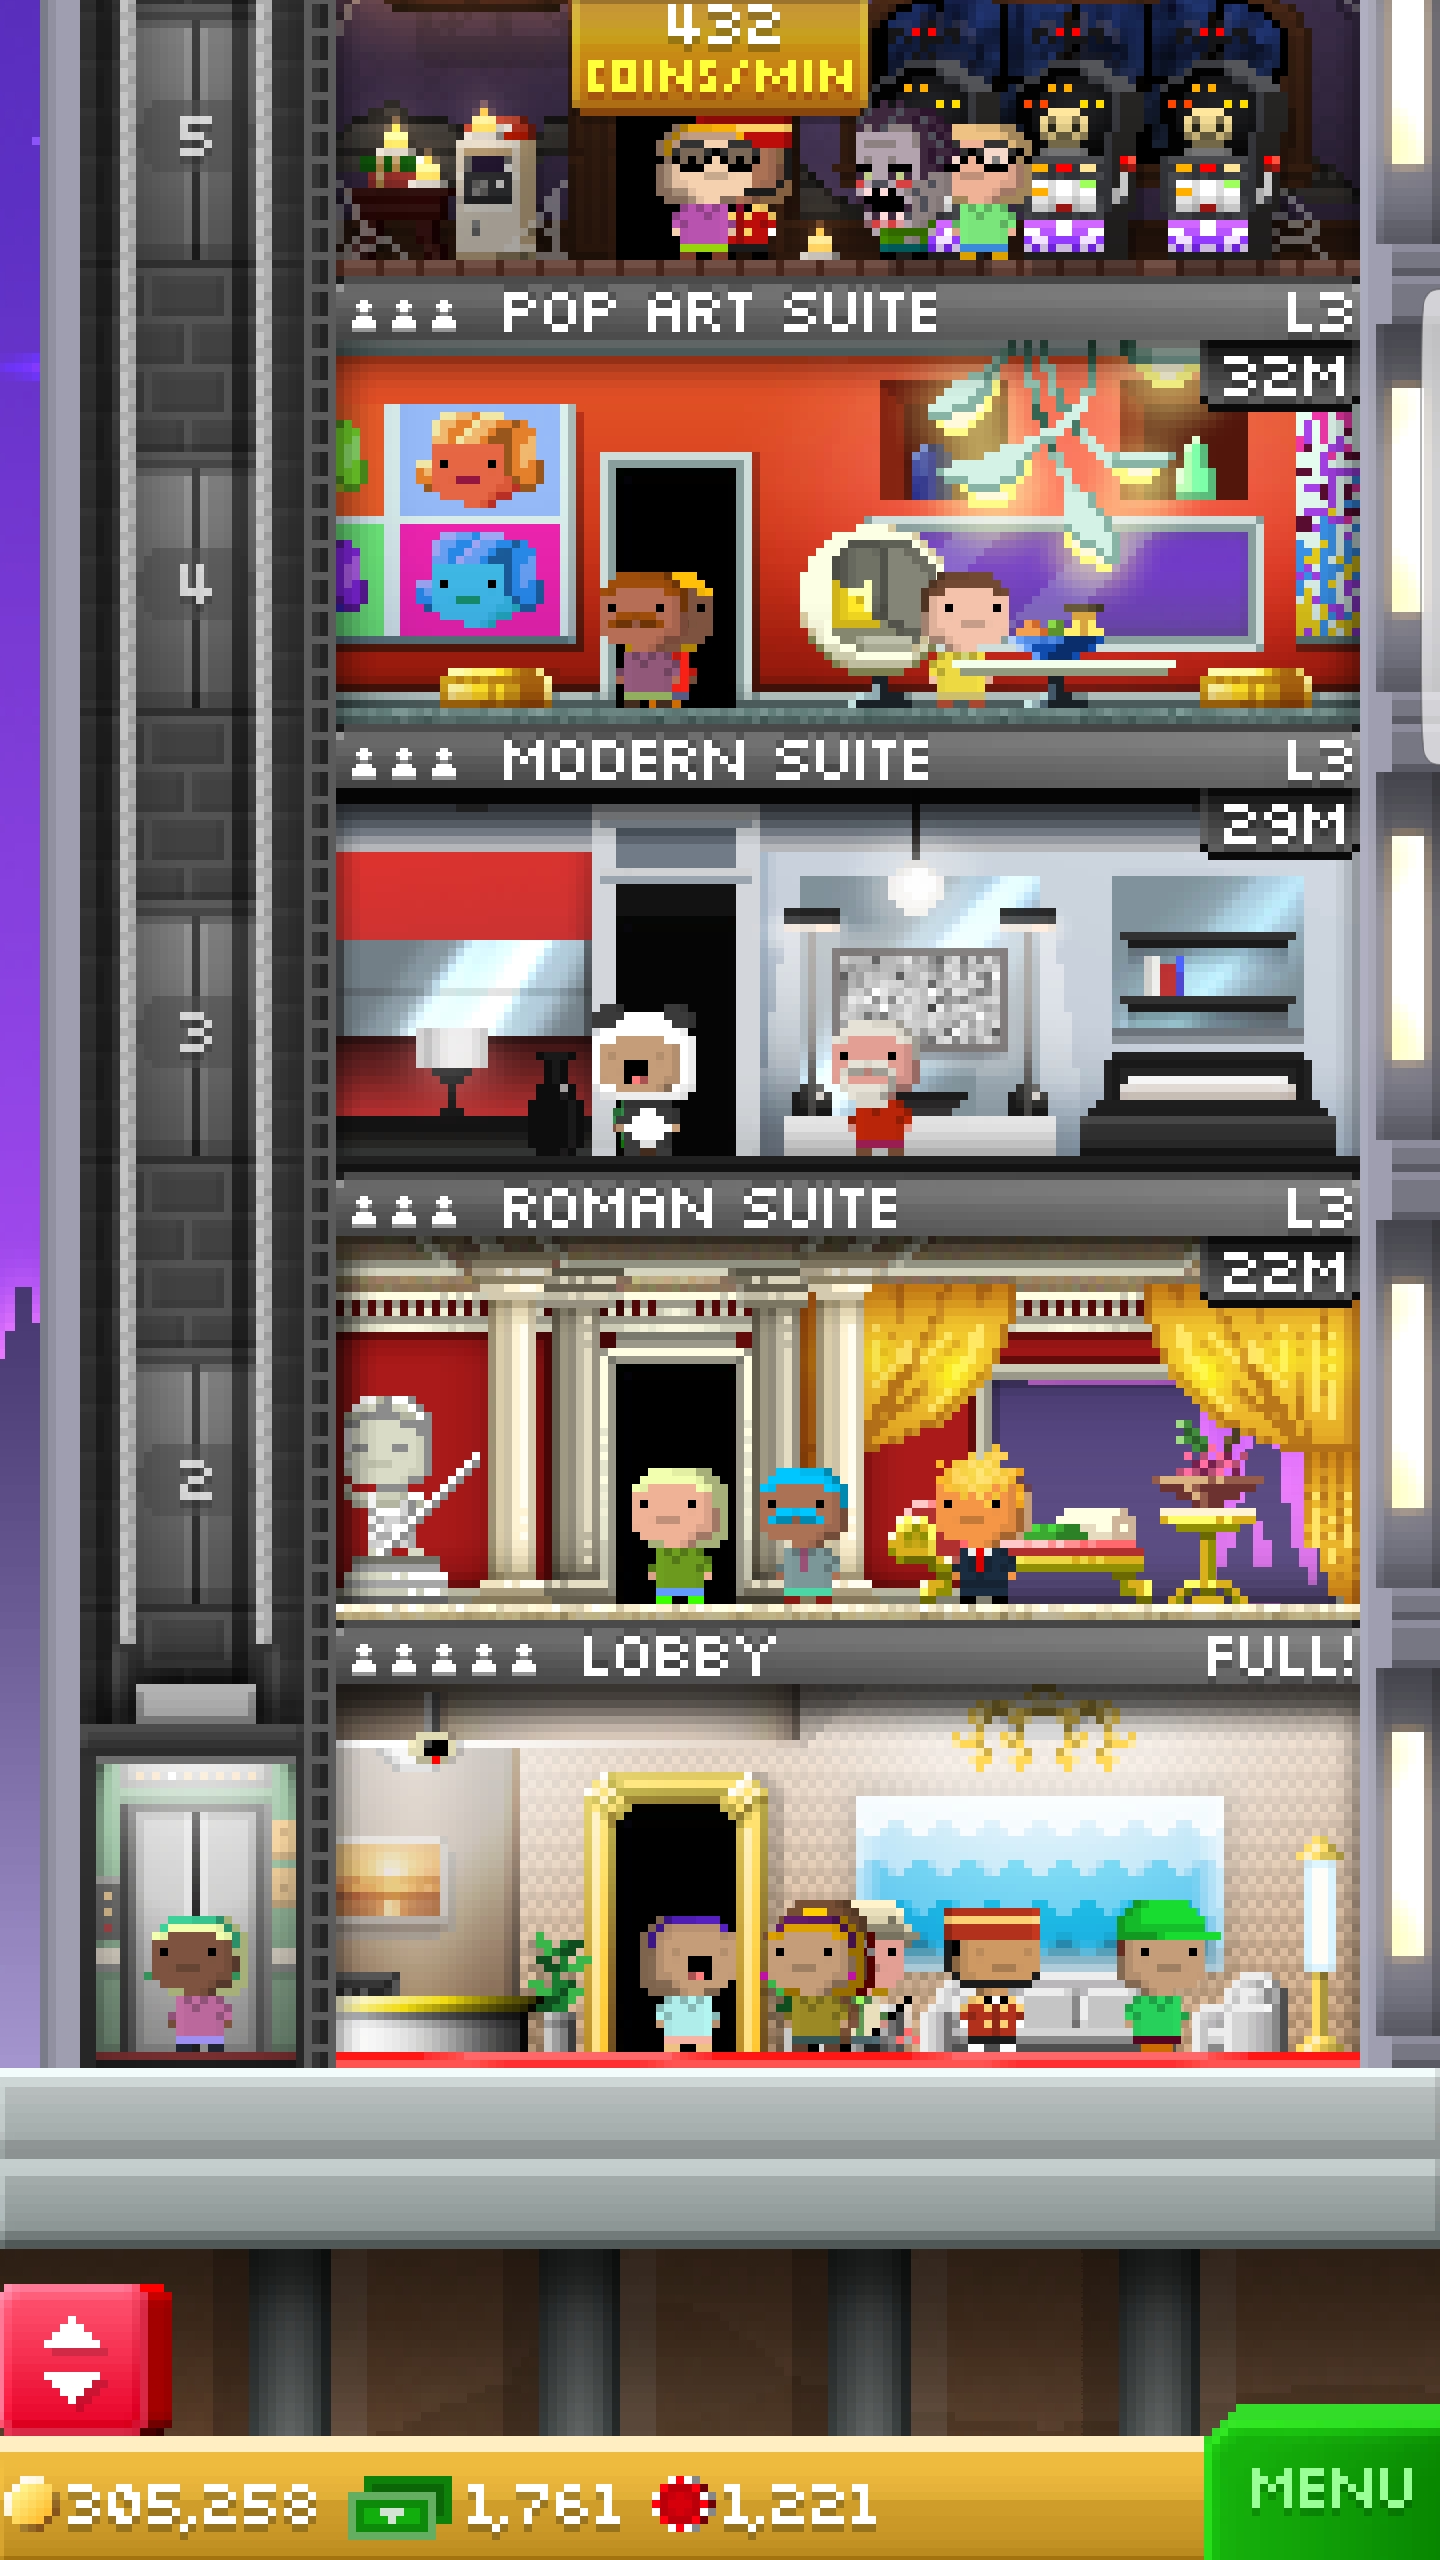 432
COINS/MIN
5
POP ART SUITE L3
32M
4
MODERN SUITE L3
29M
3
ROMAN SUITE L3
22M
2
LOBBY FULL!
305,258 1,761 1,221
MENU